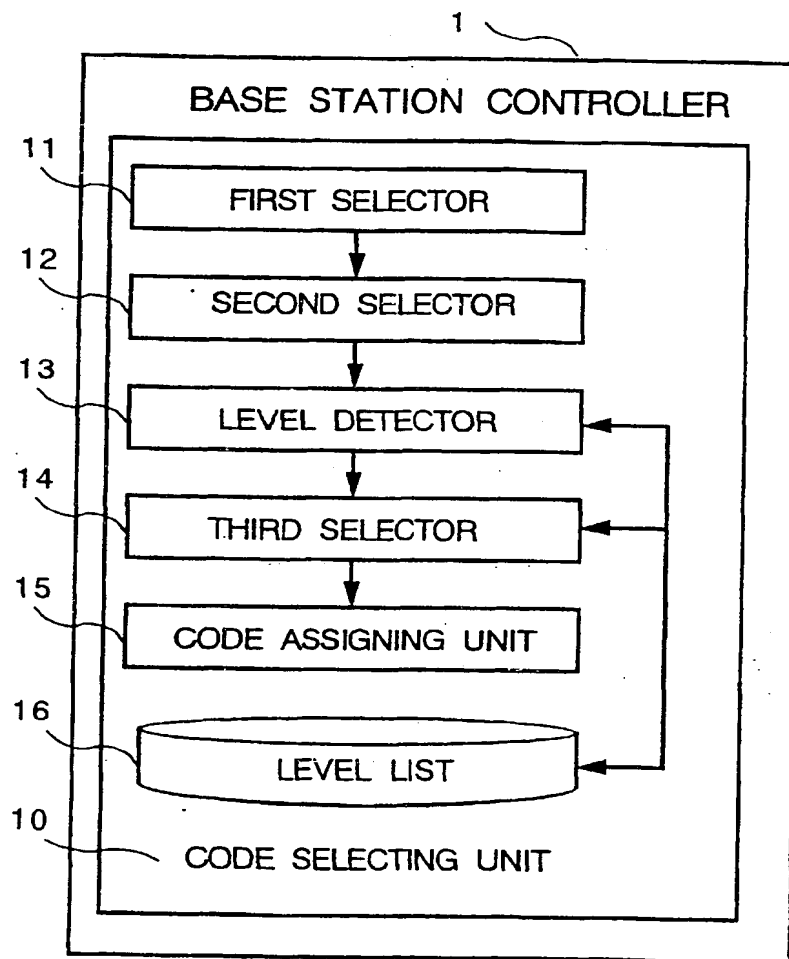 1
BASE STATION CONTROLLER
11
FIRST SELECTOR
12
SECOND SELECTOR
13
LEVEL DETECTOR
14
THIRD SELECTOR
15
CODE ASSIGNING UNIT
16
LEVEL LIST
10
CODE SELECTING UNIT